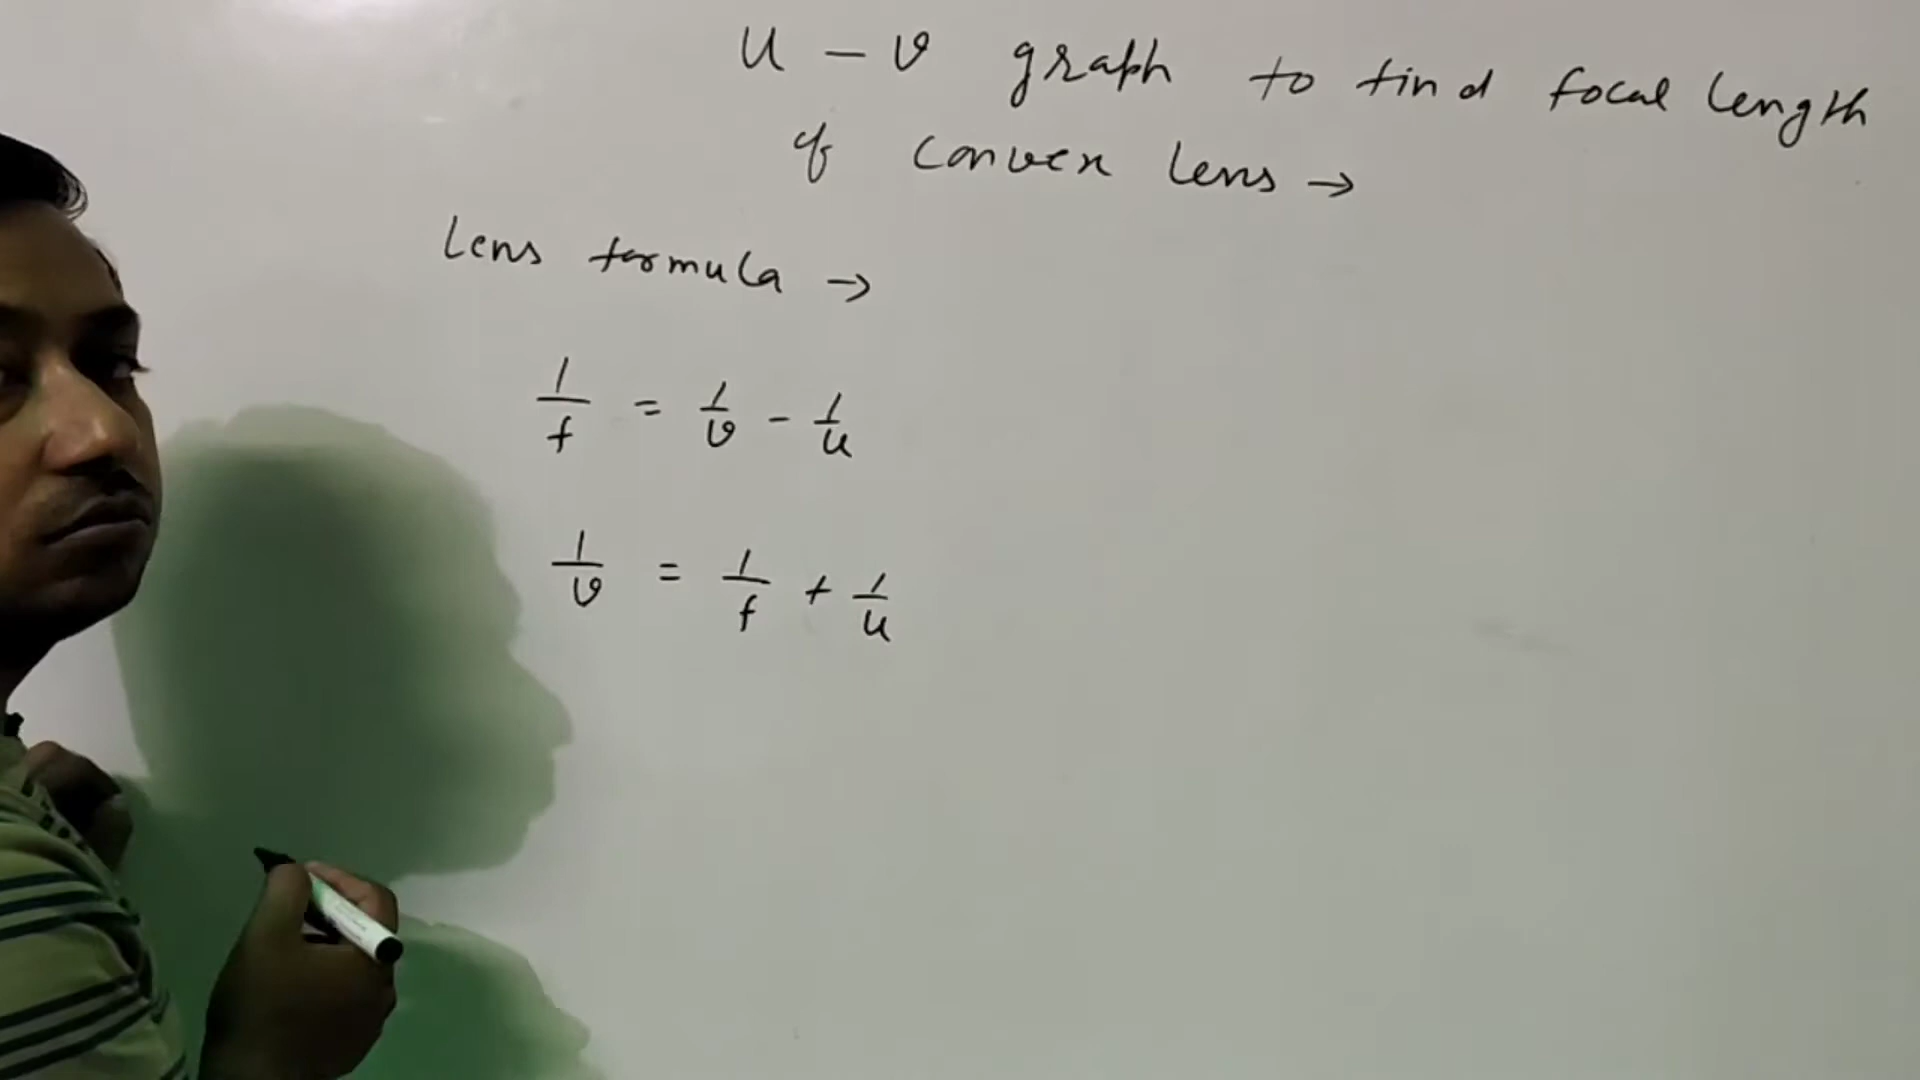 u - v graph to find focal length
of convex lens →
Lens formula →
1/f = 1/v - 1/u
1/v = 1/f + 1/u